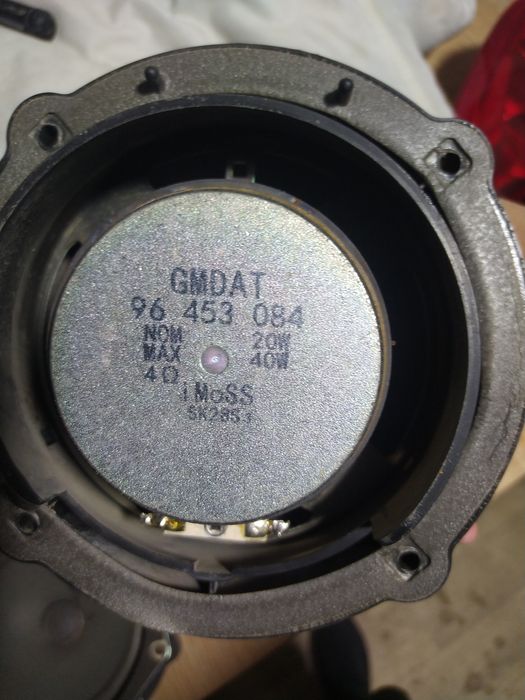 GMDAT
96 453 084
NOM 20W
MAX 40W
4Ω
iMoSS